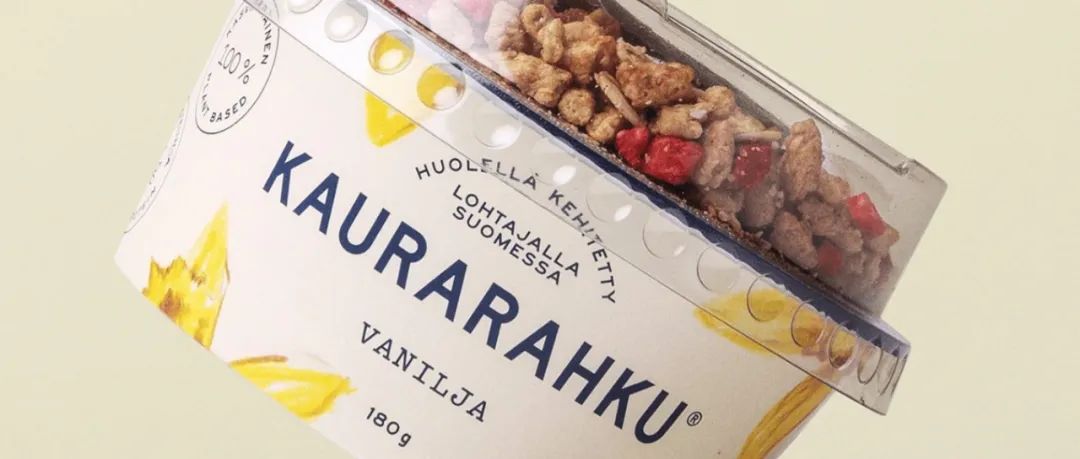 100%
PLANT BASED
HUOLELLA KEHITETTY
LOHTAJALLA
SUOMESSA
KAURARAHKU®
VANILJA
180g